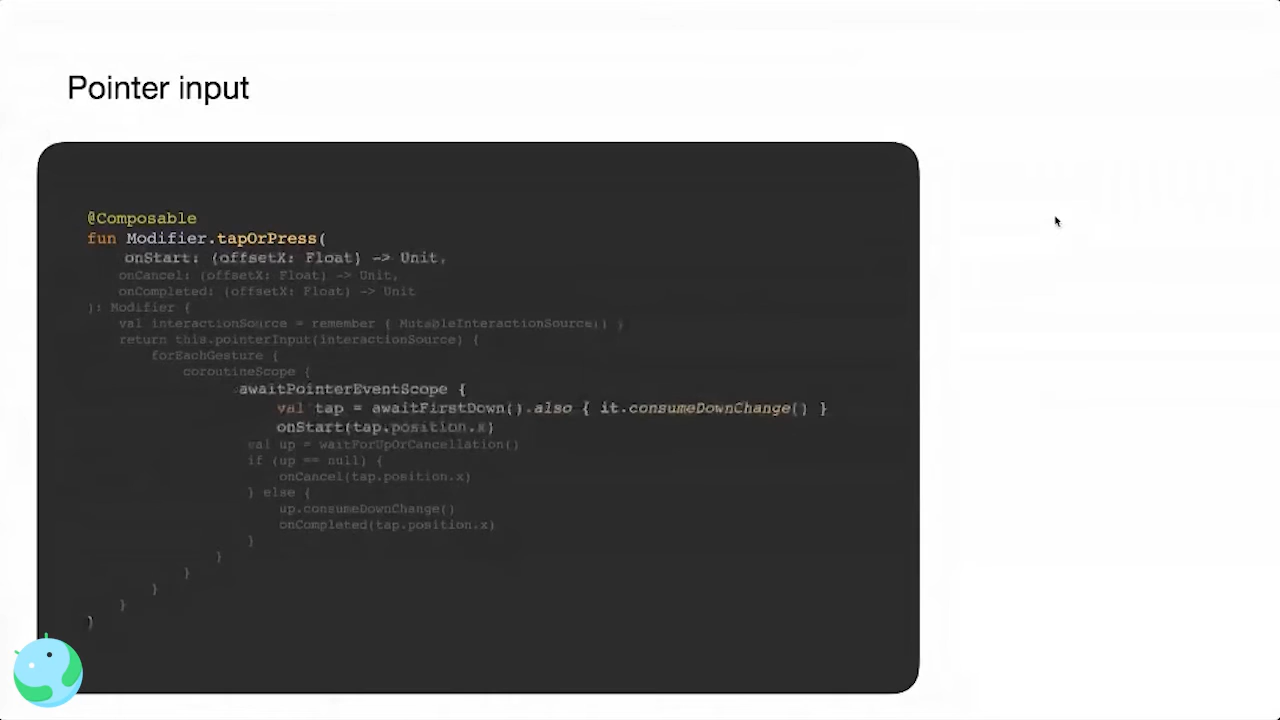 Pointer input
@Composable
fun Modifier.tapOrPress(
onStart: (offsetX: Float) -> Unit,
onCancel: (offsetX: Float) -> Unit,
onCompleted: (offsetX: Float) -> Unit
): Modifier {
val interactionSource = remember { MutableInteractionSource() }
return this.pointerInput(interactionSource) {
forEachGesture {
coroutineScope {
awaitPointerEventScope {
val tap = awaitFirstDown().also { it.consumeDownChange() }
onStart(tap.position.x)
val up = waitForUpOrCancellation()
if (up == null) {
onCancel(tap.position.x)
} else {
up.consumeDownChange()
onCompleted(tap.position.x)
}
}
}
}
}
}